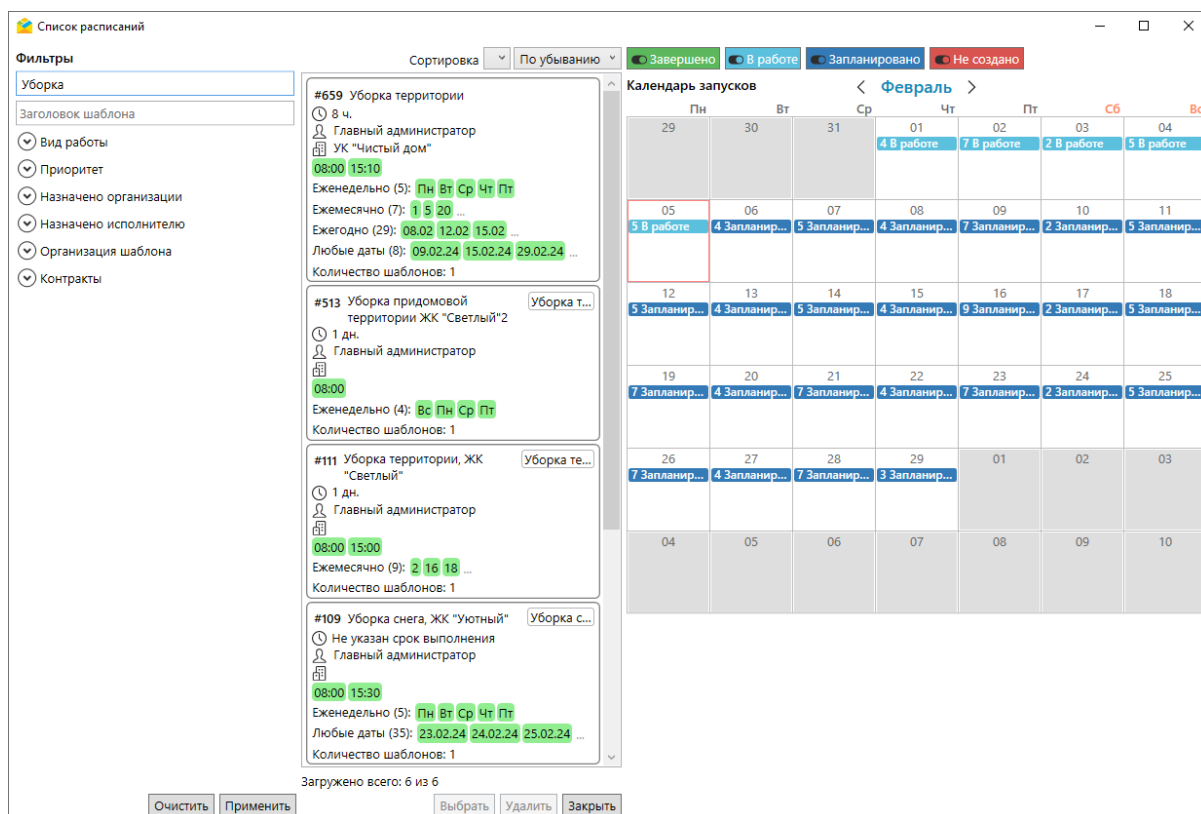 Список расписаний
Фильтры
Уборка
Заголовок шаблона
Вид работы
Приоритет
Назначено организации
Назначено исполнителю
Организация шаблона
Контракты
Очистить Применить
Сортировка По убыванию
#659 Уборка территории
8 ч.
Главный администратор
УК "Чистый дом"
08:00 15:10
Еженедельно (5): Пн Вт Ср Чт Пт
Ежемесячно (7): 1 5 20 ...
Ежегодно (29): 08.02 12.02 15.02 ...
Любые даты (8): 09.02.24 15.02.24 29.02.24 ...
Количество шаблонов: 1
#513 Уборка придомовой Уборка т...
территории ЖК "Светлый"2
1 дн.
Главный администратор
08:00
Еженедельно (4): Вс Пн Ср Пт
Количество шаблонов: 1
#111 Уборка территории, ЖК Уборка те...
"Светлый"
1 дн.
Главный администратор
08:00 15:00
Ежемесячно (9): 2 16 18 ...
Количество шаблонов: 1
#109 Уборка снега, ЖК "Уютный" Уборка с...
Не указан срок выполнения
Главный администратор
08:00 15:30
Еженедельно (5): Пн Вт Ср Чт Пт
Любые даты (35): 23.02.24 24.02.24 25.02.24 ...
Количество шаблонов: 1
Загружено всего: 6 из 6
Выбрать Удалить Закрыть
Завершено В работе Запланировано Не создано
Календарь запусков Февраль
Пн Вт Ср Чт Пт Сб Вс
29 30 31 01 02 03 04
4 В работе 7 В работе 2 В работе 5 В работе
05 06 07 08 09 10 11
5 В работе 4 Запланир... 5 Запланир... 4 Запланир... 7 Запланир... 2 Запланир... 5 Запланир...
12 13 14 15 16 17 18
5 Запланир... 4 Запланир... 5 Запланир... 4 Запланир... 9 Запланир... 2 Запланир... 5 Запланир...
19 20 21 22 23 24 25
7 Запланир... 4 Запланир... 7 Запланир... 4 Запланир... 7 Запланир... 2 Запланир... 5 Запланир...
26 27 28 29 01 02 03
7 Запланир... 4 Запланир... 7 Запланир... 3 Запланир...
04 05 06 07 08 09 10